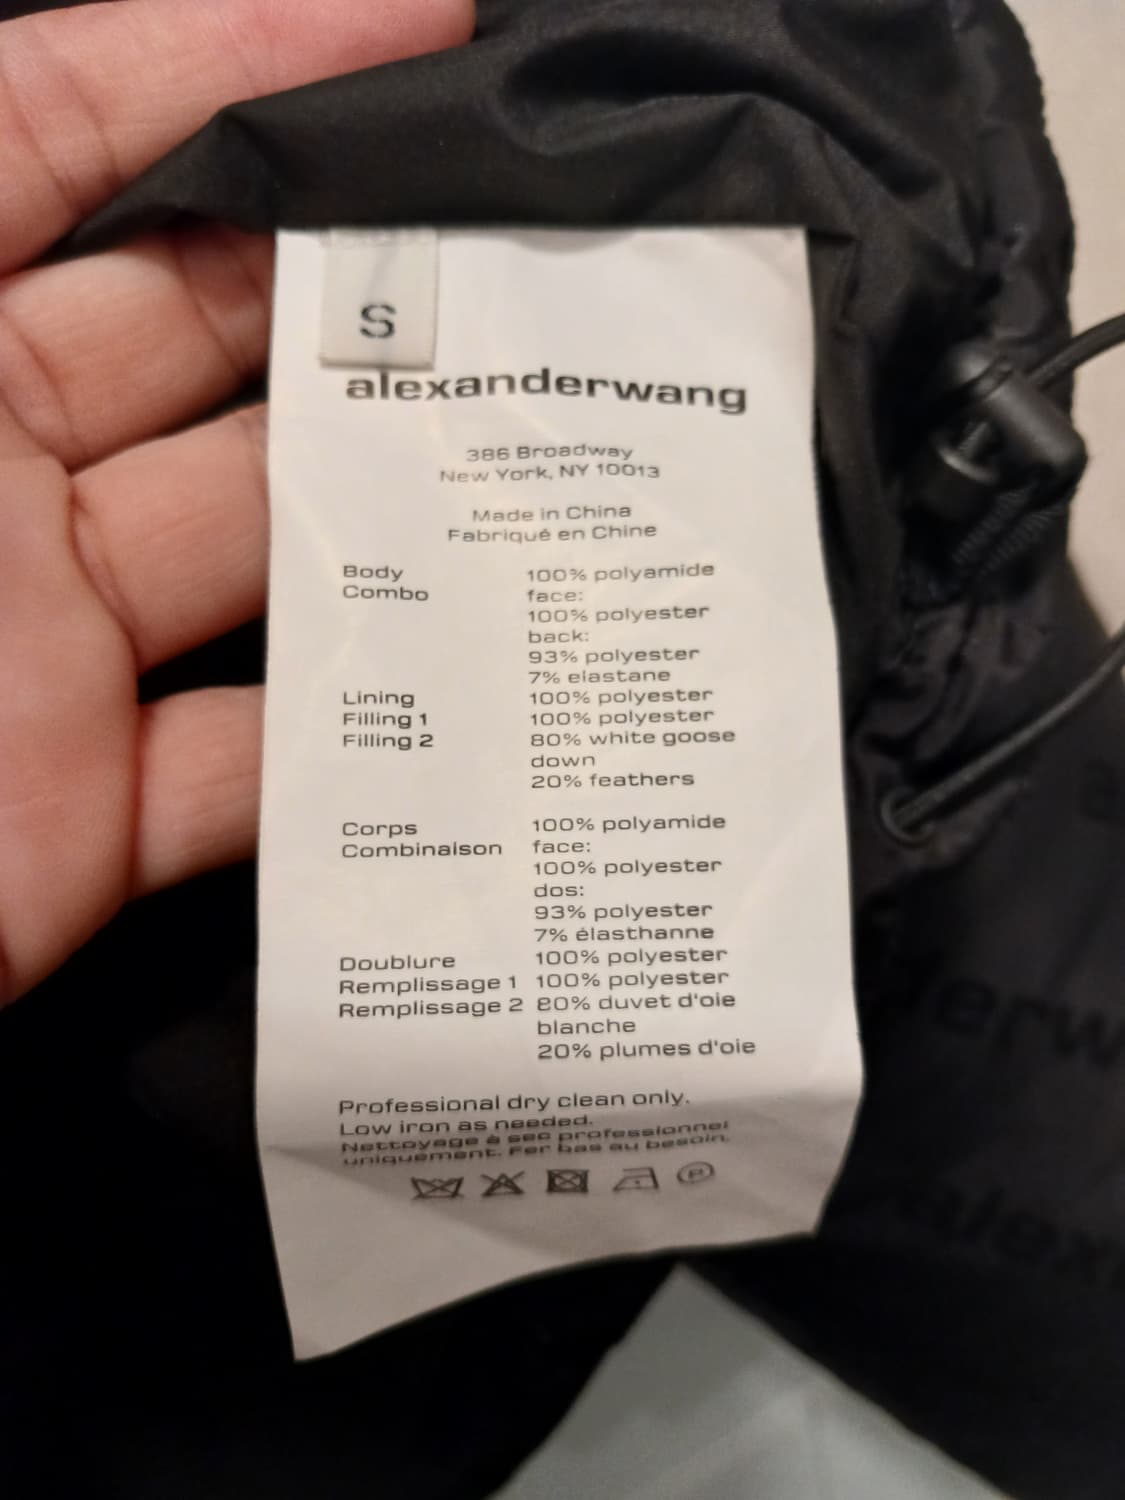 S
alexanderwang
386 Broadway
New York, NY 10013
Made in China
Fabriqué en Chine
Body 100% polyamide
Combo face:
100% polyester
back:
93% polyester
7% elastane
Lining 100% polyester
Filling 1 100% polyester
Filling 2 80% white goose
down
20% feathers
Corps 100% polyamide
Combinaison face:
100% polyester
dos:
93% polyester
7% élasthanne
Doublure 100% polyester
Remplissage 1 100% polyester
Remplissage 2 80% duvet d'oie
blanche
20% plumes d'oie
Professional dry clean only.
Low iron as needed.
Nettoyage à sec professionnel
uniquement. Fer bas au besoin.
P